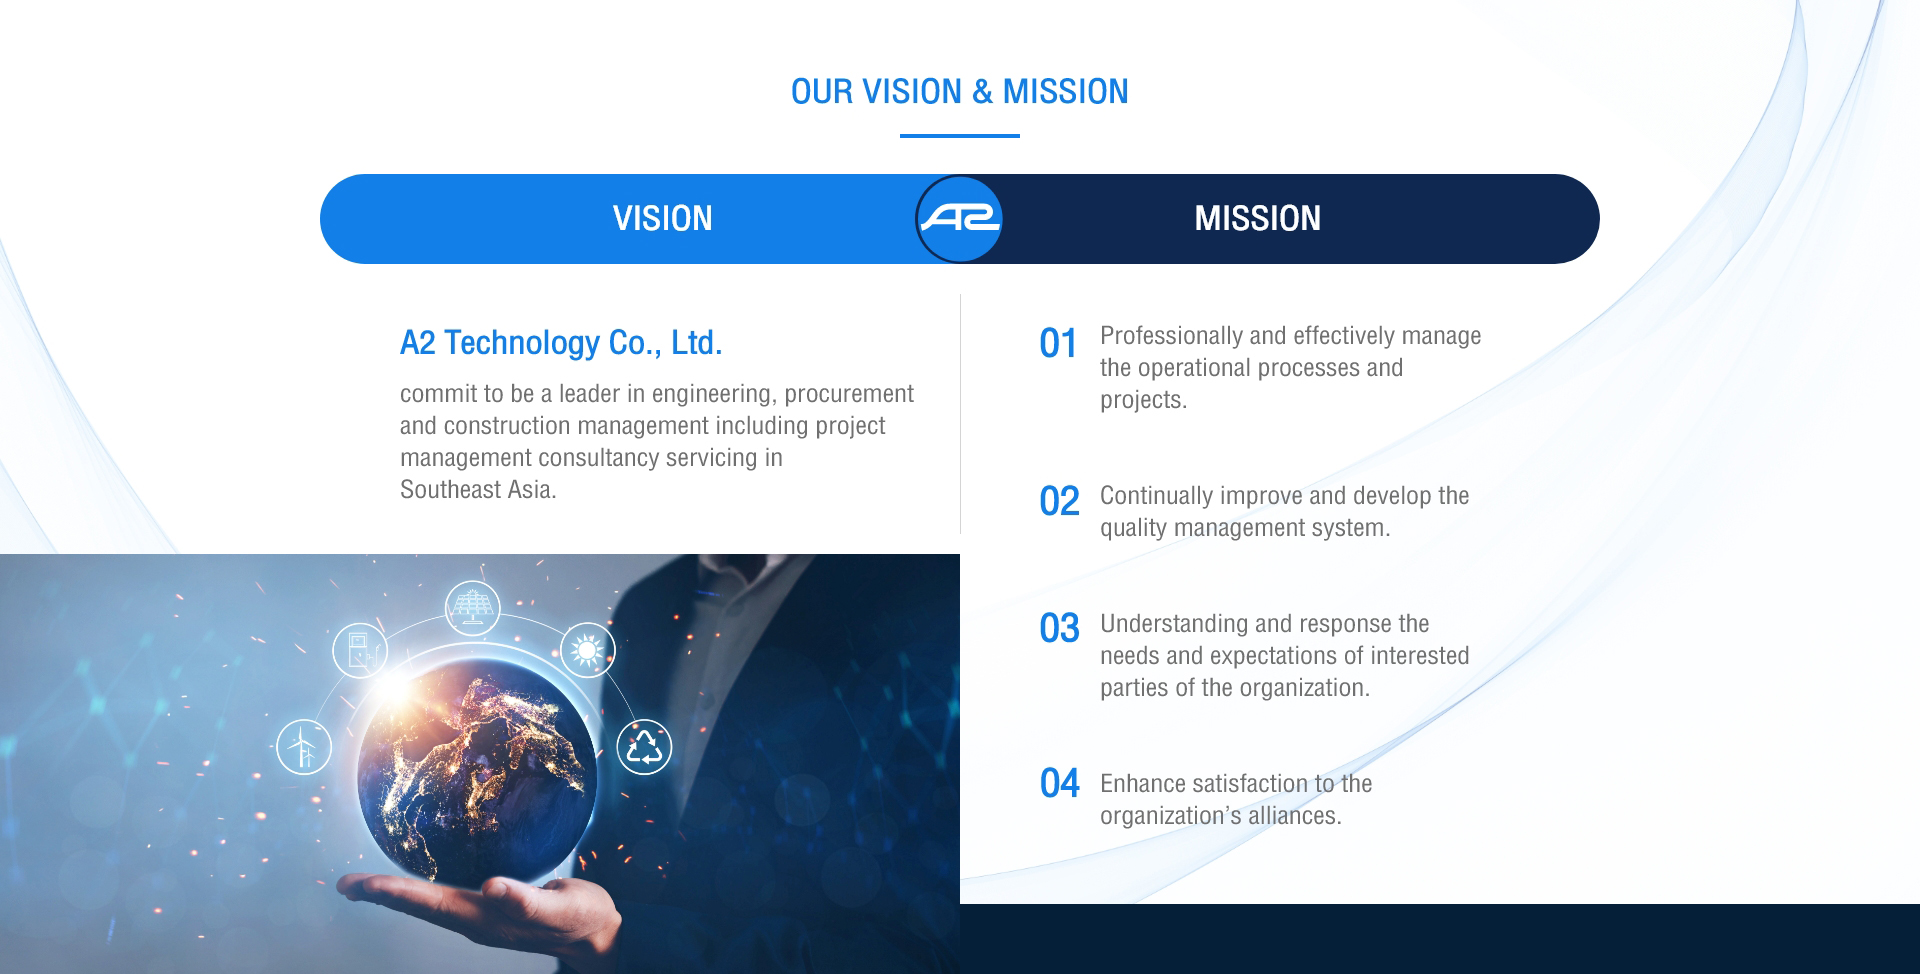 OUR VISION & MISSION
VISION
A2
MISSION
A2 Technology Co., Ltd.
commit to be a leader in engineering, procurement
and construction management including project
management consultancy servicing in
Southeast Asia.
01
Professionally and effectively manage
the operational processes and
projects.
02
Continually improve and develop the
quality management system.
03
Understanding and response the
needs and expectations of interested
parties of the organization.
04
Enhance satisfaction to the
organization’s alliances.